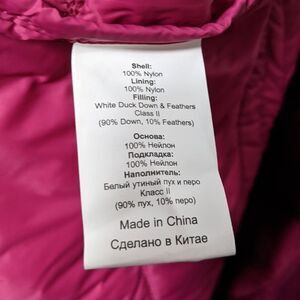 Shell:
100% Nylon
Lining:
100% Nylon
Filling:
White Duck Down & Feathers
Class II
(90% Down, 10% Feathers)
Основа:
100% Нейлон
Подкладка:
100% Нейлон
Наполнитель:
Белый утиный пух и перо
Класс II
(90% пух, 10% перо)
Made in China
Сделано в Китае